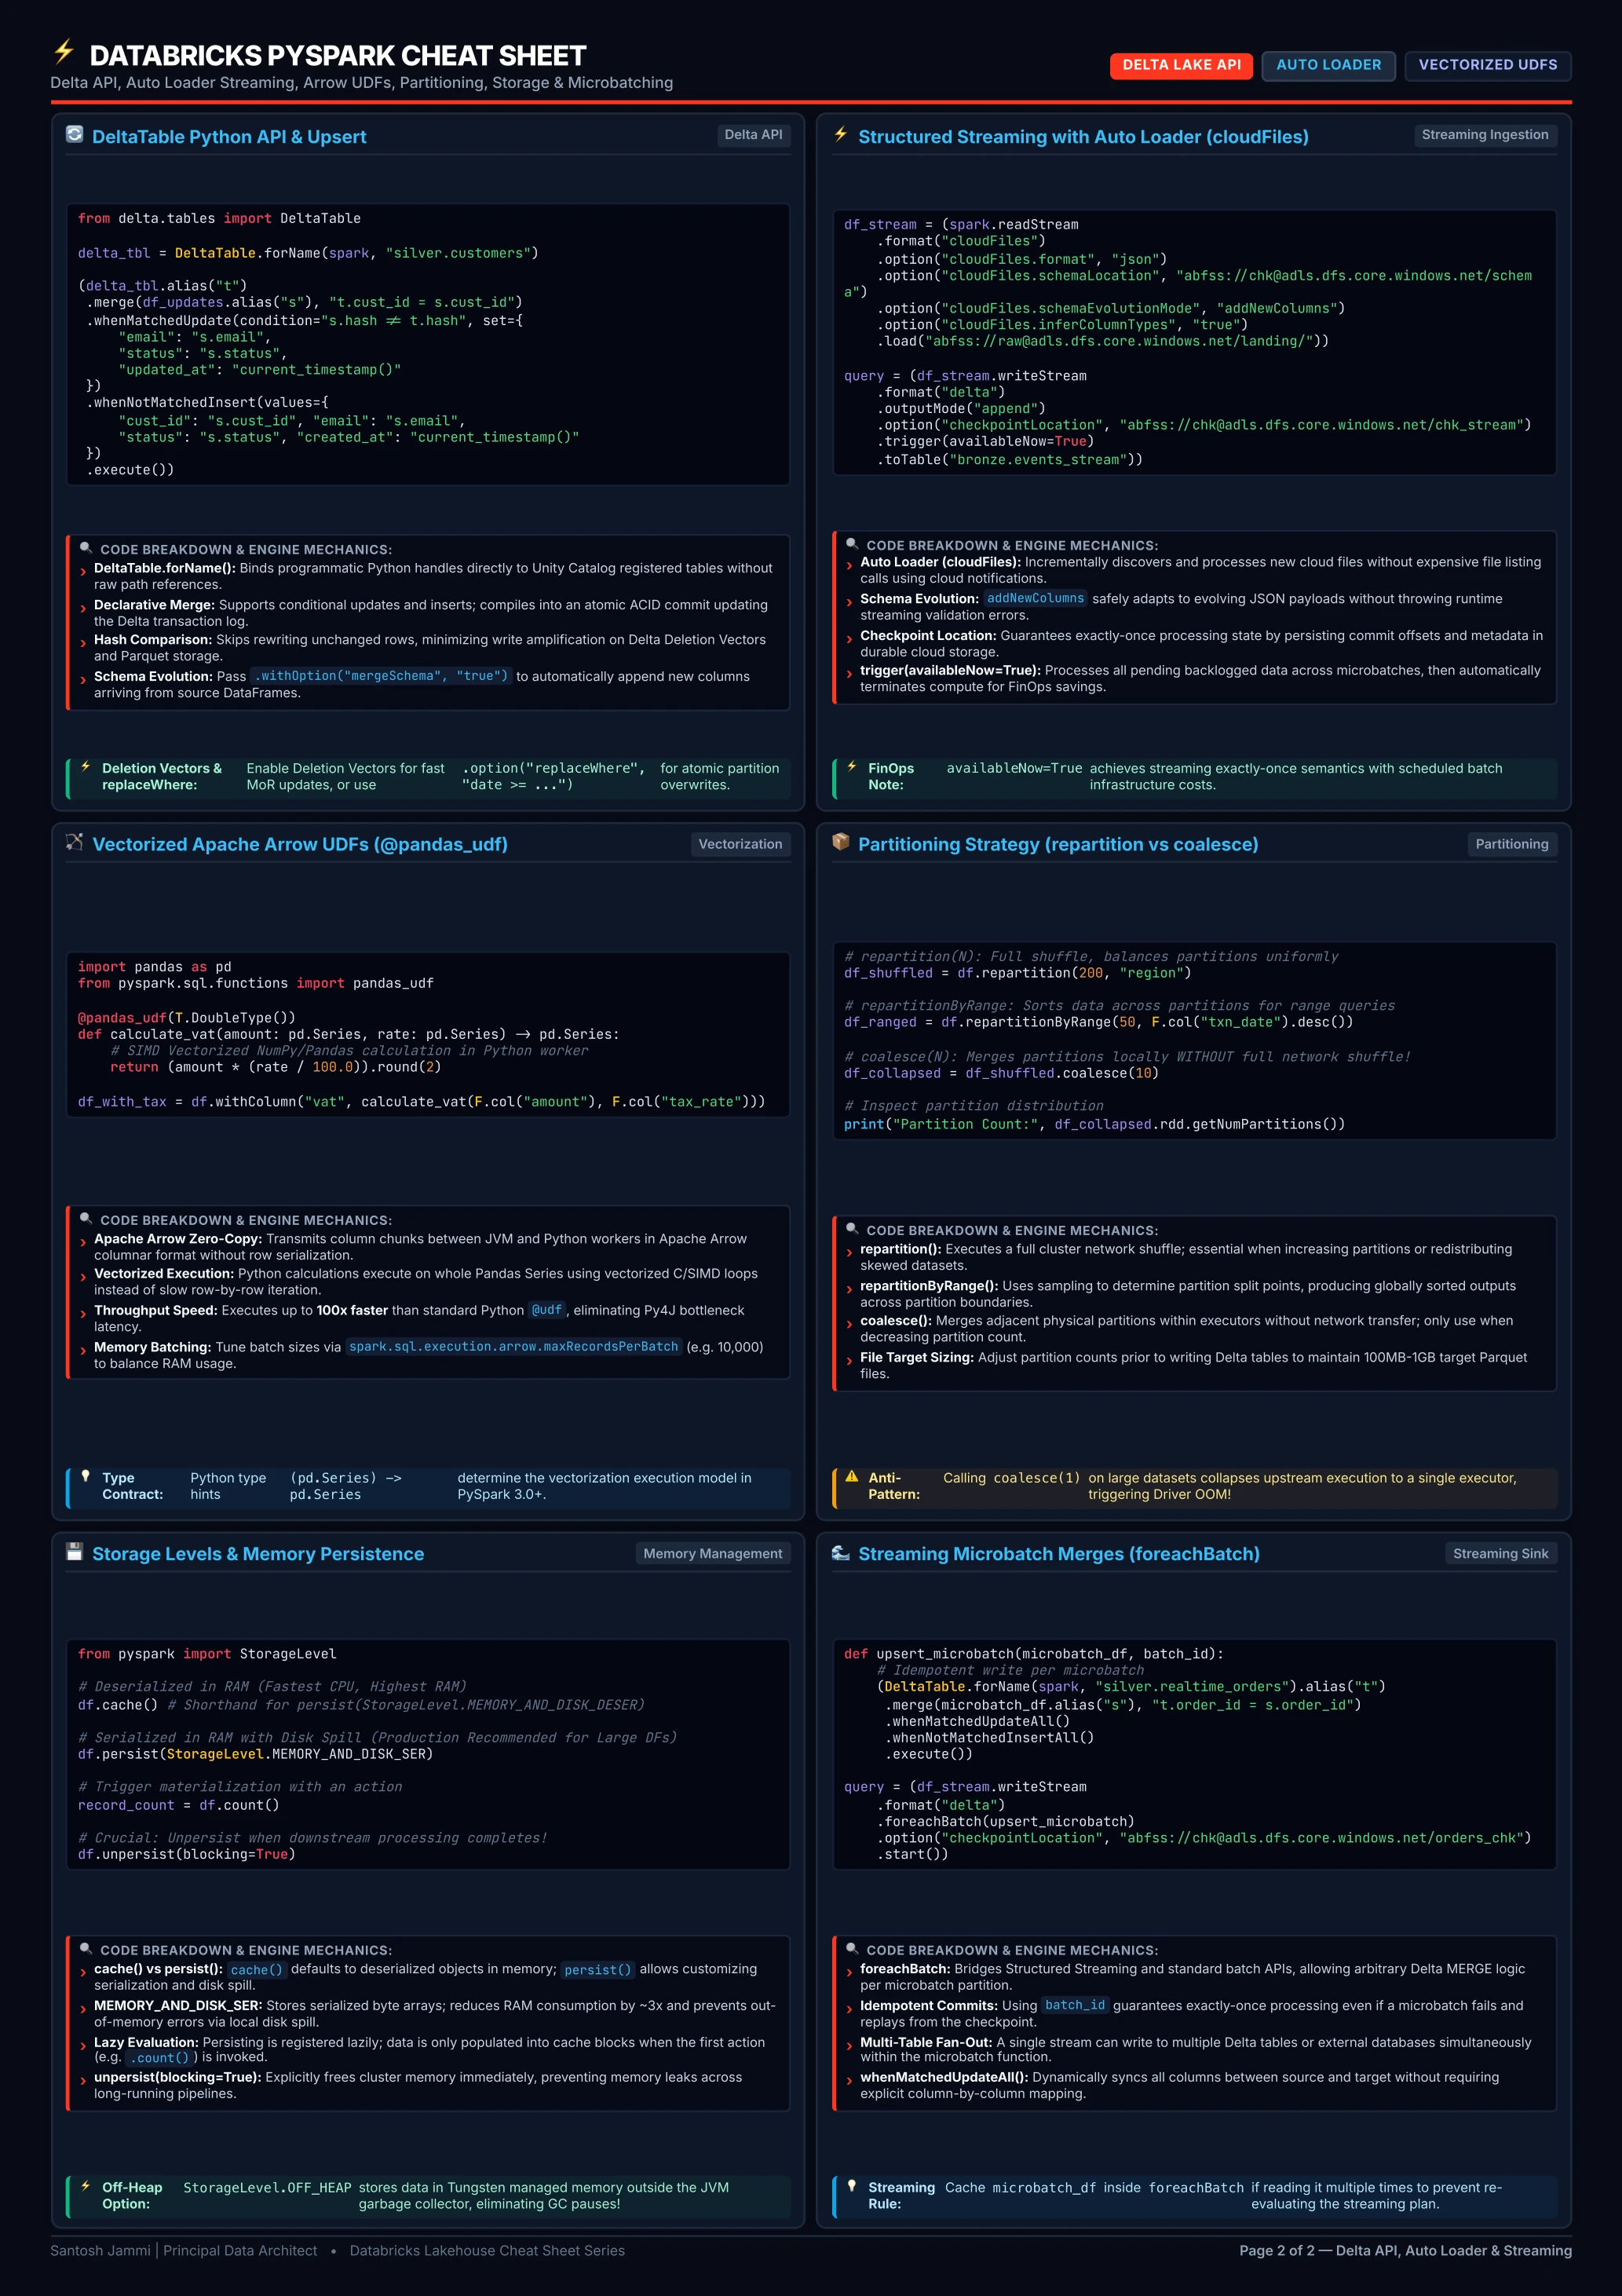 ⚡ DATABRICKS PYSPARK CHEAT SHEET
Delta API, Auto Loader Streaming, Arrow UDFs, Partitioning, Storage & Microbatching
DELTA LAKE API
AUTO LOADER
VECTORIZED UDFS
DeltaTable Python API & Upsert
Delta API
from delta.tables import DeltaTable
delta_tbl = DeltaTable.forName(spark, "silver.customers")
(delta_tbl.alias("t")
.merge(df_updates.alias("s"), "t.cust_id = s.cust_id")
.whenMatchedUpdate(condition="s.hash ≠ t.hash", set={
"email": "s.email",
"status": "s.status",
"updated_at": "current_timestamp()"
})
.whenNotMatchedInsert(values={
"cust_id": "s.cust_id", "email": "s.email",
"status": "s.status", "created_at": "current_timestamp()"
})
.execute())
CODE BREAKDOWN & ENGINE MECHANICS:
› DeltaTable.forName(): Binds programmatic Python handles directly to Unity Catalog registered tables without
raw path references.
› Declarative Merge: Supports conditional updates and inserts; compiles into an atomic ACID commit updating
the Delta transaction log.
› Hash Comparison: Skips rewriting unchanged rows, minimizing write amplification on Delta Deletion Vectors
and Parquet storage.
› Schema Evolution: Pass .withOption("mergeSchema", "true") to automatically append new columns
arriving from source DataFrames.
Deletion Vectors & replaceWhere: Enable Deletion Vectors for fast MoR updates, or use .option("replaceWhere", "date >= ...") for atomic partition overwrites.
Structured Streaming with Auto Loader (cloudFiles)
Streaming Ingestion
df_stream = (spark.readStream
.format("cloudFiles")
.option("cloudFiles.format", "json")
.option("cloudFiles.schemaLocation", "abfss://chk@adls.dfs.core.windows.net/schem
a")
.option("cloudFiles.schemaEvolutionMode", "addNewColumns")
.option("cloudFiles.inferColumnTypes", "true")
.load("abfss://raw@adls.dfs.core.windows.net/landing/"))
query = (df_stream.writeStream
.format("delta")
.outputMode("append")
.option("checkpointLocation", "abfss://chk@adls.dfs.core.windows.net/chk_stream")
.trigger(availableNow=True)
.toTable("bronze.events_stream"))
CODE BREAKDOWN & ENGINE MECHANICS:
› Auto Loader (cloudFiles): Incrementally discovers and processes new cloud files without expensive file listing
calls using cloud notifications.
› Schema Evolution: addNewColumns safely adapts to evolving JSON payloads without throwing runtime
streaming validation errors.
› Checkpoint Location: Guarantees exactly-once processing state by persisting commit offsets and metadata in
durable cloud storage.
› trigger(availableNow=True): Processes all pending backlogged data across microbatches, then automatically
terminates compute for FinOps savings.
FinOps Note: availableNow=True achieves streaming exactly-once semantics with scheduled batch infrastructure costs.
Vectorized Apache Arrow UDFs (@pandas_udf)
Vectorization
import pandas as pd
from pyspark.sql.functions import pandas_udf
@pandas_udf(T.DoubleType())
def calculate_vat(amount: pd.Series, rate: pd.Series) -> pd.Series:
# SIMD Vectorized NumPy/Pandas calculation in Python worker
return (amount * (rate / 100.0)).round(2)
df_with_tax = df.withColumn("vat", calculate_vat(F.col("amount"), F.col("tax_rate")))
CODE BREAKDOWN & ENGINE MECHANICS:
› Apache Arrow Zero-Copy: Transmits column chunks between JVM and Python workers in Apache Arrow
columnar format without row serialization.
› Vectorized Execution: Python calculations execute on whole Pandas Series using vectorized C/SIMD loops
instead of slow row-by-row iteration.
› Throughput Speed: Executes up to 100x faster than standard Python @udf, eliminating Py4J bottleneck
latency.
› Memory Batching: Tune batch sizes via spark.sql.execution.arrow.maxRecordsPerBatch (e.g. 10,000)
to balance RAM usage.
Type Contract: Python type hints (pd.Series) -> pd.Series determine the vectorization execution model in PySpark 3.0+.
Partitioning Strategy (repartition vs coalesce)
Partitioning
# repartition(N): Full shuffle, balances partitions uniformly
df_shuffled = df.repartition(200, "region")
# repartitionByRange: Sorts data across partitions for range queries
df_ranged = df.repartitionByRange(50, F.col("txn_date").desc())
# coalesce(N): Merges partitions locally WITHOUT full network shuffle!
df_collapsed = df_shuffled.coalesce(10)
# Inspect partition distribution
print("Partition Count:", df_collapsed.rdd.getNumPartitions())
CODE BREAKDOWN & ENGINE MECHANICS:
› repartition(): Executes a full cluster network shuffle; essential when increasing partitions or redistributing
skewed datasets.
› repartitionByRange(): Uses sampling to determine partition split points, producing globally sorted outputs
across partition boundaries.
› coalesce(): Merges adjacent physical partitions within executors without network transfer; only use when
decreasing partition count.
› File Target Sizing: Adjust partition counts prior to writing Delta tables to maintain 100MB-1GB target Parquet
files.
Anti-Pattern: Calling coalesce(1) on large datasets collapses upstream execution to a single executor, triggering Driver OOM!
Storage Levels & Memory Persistence
Memory Management
from pyspark import StorageLevel
# Deserialized in RAM (Fastest CPU, Highest RAM)
df.cache() # Shorthand for persist(StorageLevel.MEMORY_AND_DISK_DESER)
# Serialized in RAM with Disk Spill (Production Recommended for Large DFs)
df.persist(StorageLevel.MEMORY_AND_DISK_SER)
# Trigger materialization with an action
record_count = df.count()
# Crucial: Unpersist when downstream processing completes!
df.unpersist(blocking=True)
CODE BREAKDOWN & ENGINE MECHANICS:
› cache() vs persist(): cache() defaults to deserialized objects in memory; persist() allows customizing
serialization and disk spill.
› MEMORY_AND_DISK_SER: Stores serialized byte arrays; reduces RAM consumption by ~3x and prevents out-
of-memory errors via local disk spill.
› Lazy Evaluation: Persisting is registered lazily; data is only populated into cache blocks when the first action
(e.g. .count()) is invoked.
› unpersist(blocking=True): Explicitly frees cluster memory immediately, preventing memory leaks across
long-running pipelines.
Off-Heap Option: StorageLevel.OFF_HEAP stores data in Tungsten managed memory outside the JVM garbage collector, eliminating GC pauses!
Streaming Microbatch Merges (foreachBatch)
Streaming Sink
def upsert_microbatch(microbatch_df, batch_id):
# Idempotent write per microbatch
(DeltaTable.forName(spark, "silver.realtime_orders").alias("t")
.merge(microbatch_df.alias("s"), "t.order_id = s.order_id")
.whenMatchedUpdateAll()
.whenNotMatchedInsertAll()
.execute())
query = (df_stream.writeStream
.format("delta")
.foreachBatch(upsert_microbatch)
.option("checkpointLocation", "abfss://chk@adls.dfs.core.windows.net/orders_chk")
.start())
CODE BREAKDOWN & ENGINE MECHANICS:
› foreachBatch: Bridges Structured Streaming and standard batch APIs, allowing arbitrary Delta MERGE logic
per microbatch partition.
› Idempotent Commits: Using batch_id guarantees exactly-once processing even if a microbatch fails and
replays from the checkpoint.
› Multi-Table Fan-Out: A single stream can write to multiple Delta tables or external databases simultaneously
within the microbatch function.
› whenMatchedUpdateAll(): Dynamically syncs all columns between source and target without requiring
explicit column-by-column mapping.
Streaming Rule: Cache microbatch_df inside foreachBatch if reading it multiple times to prevent re-evaluating the streaming plan.
Santosh Jammi | Principal Data Architect • Databricks Lakehouse Cheat Sheet Series
Page 2 of 2 — Delta API, Auto Loader & Streaming